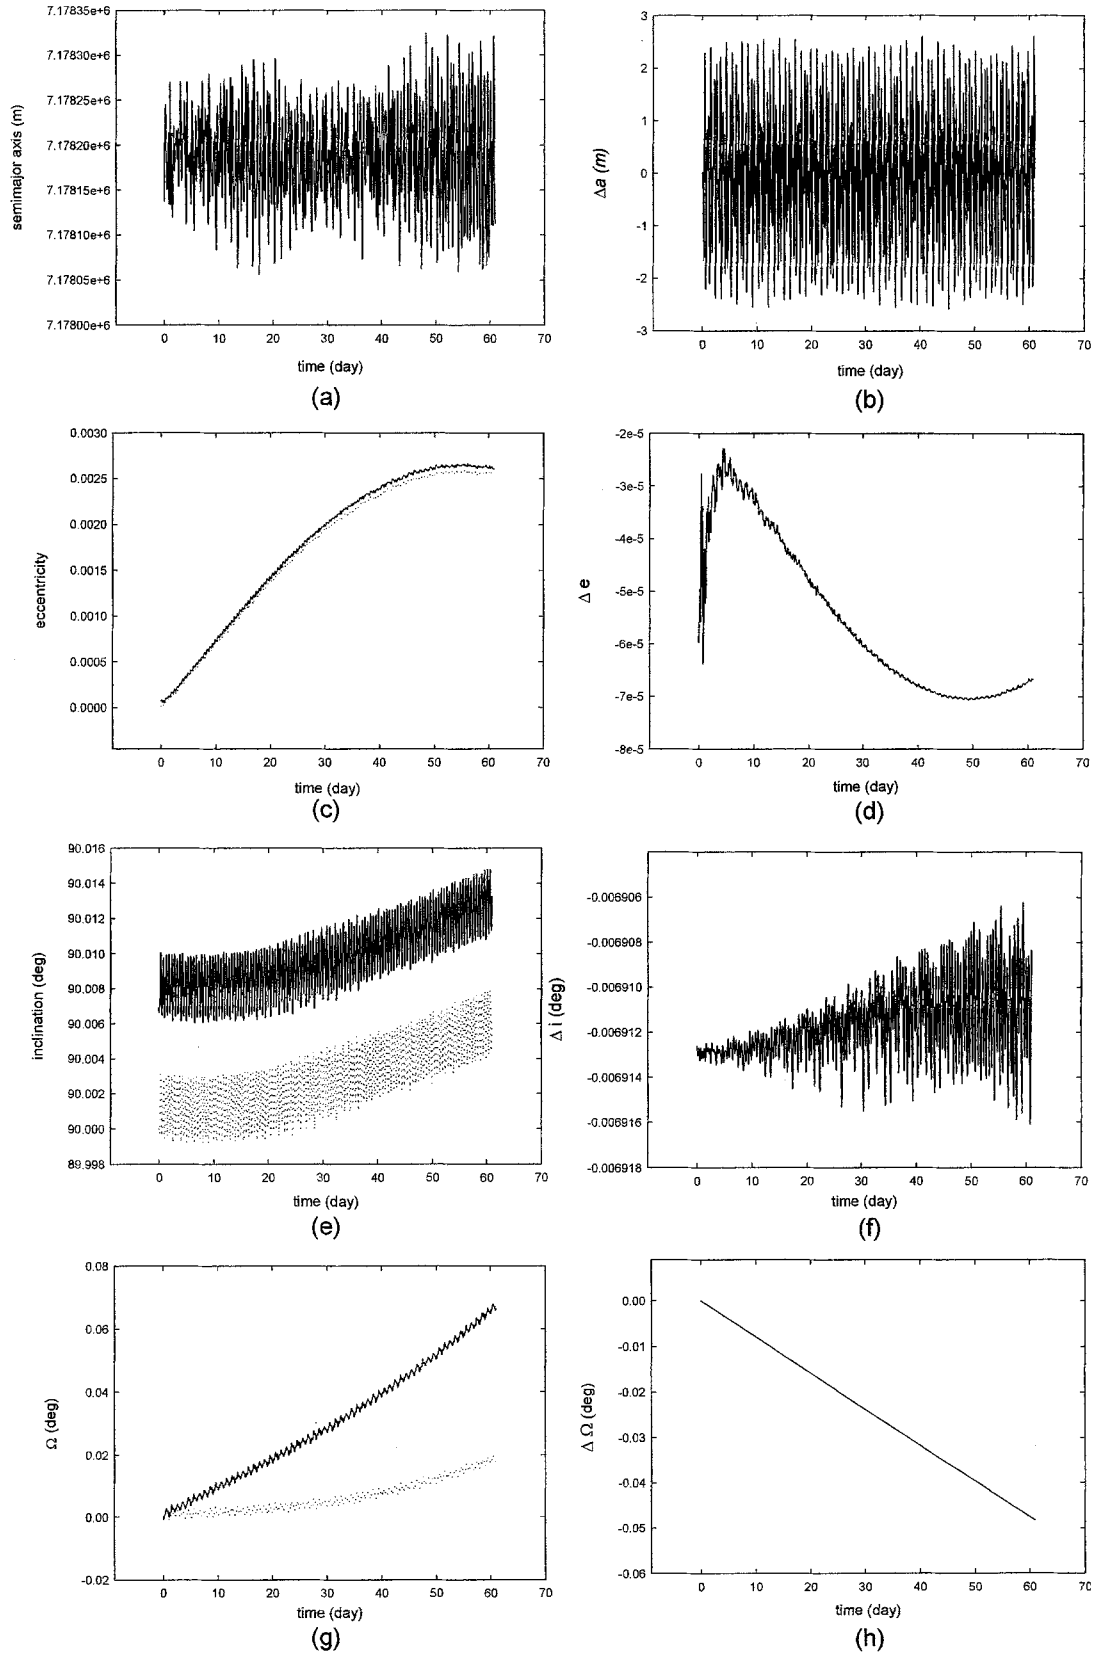 7.17835e+6
7.17830e+6
7.17825e+6
7.17820e+6
7.17815e+6
7.17810e+6
7.17805e+6
7.17800e+6
semimajor axis (m)
0 10 20 30 40 50 60 70
time (day)
(a)
3
2
1
0
-1
-2
-3
Δa (m)
0 10 20 30 40 50 60 70
time (day)
(b)
0.0030
0.0025
0.0020
0.0015
0.0010
0.0005
0.0000
eccentricity
0 10 20 30 40 50 60 70
time (day)
(c)
-2e-5
-3e-5
-4e-5
-5e-5
-6e-5
-7e-5
-8e-5
Δ e
0 10 20 30 40 50 60 70
time (day)
(d)
90.016
90.014
90.012
90.010
90.008
90.006
90.004
90.002
90.000
89.998
inclination (deg)
0 10 20 30 40 50 60 70
time (day)
(e)
-0.006906
-0.006908
-0.006910
-0.006912
-0.006914
-0.006916
-0.006918
Δ i (deg)
0 10 20 30 40 50 60 70
time (day)
(f)
0.08
0.06
0.04
0.02
0.00
-0.02
Ω (deg)
0 10 20 30 40 50 60 70
time (day)
(g)
0.00
-0.01
-0.02
-0.03
-0.04
-0.05
-0.06
Δ Ω (deg)
0 10 20 30 40 50 60 70
time (day)
(h)